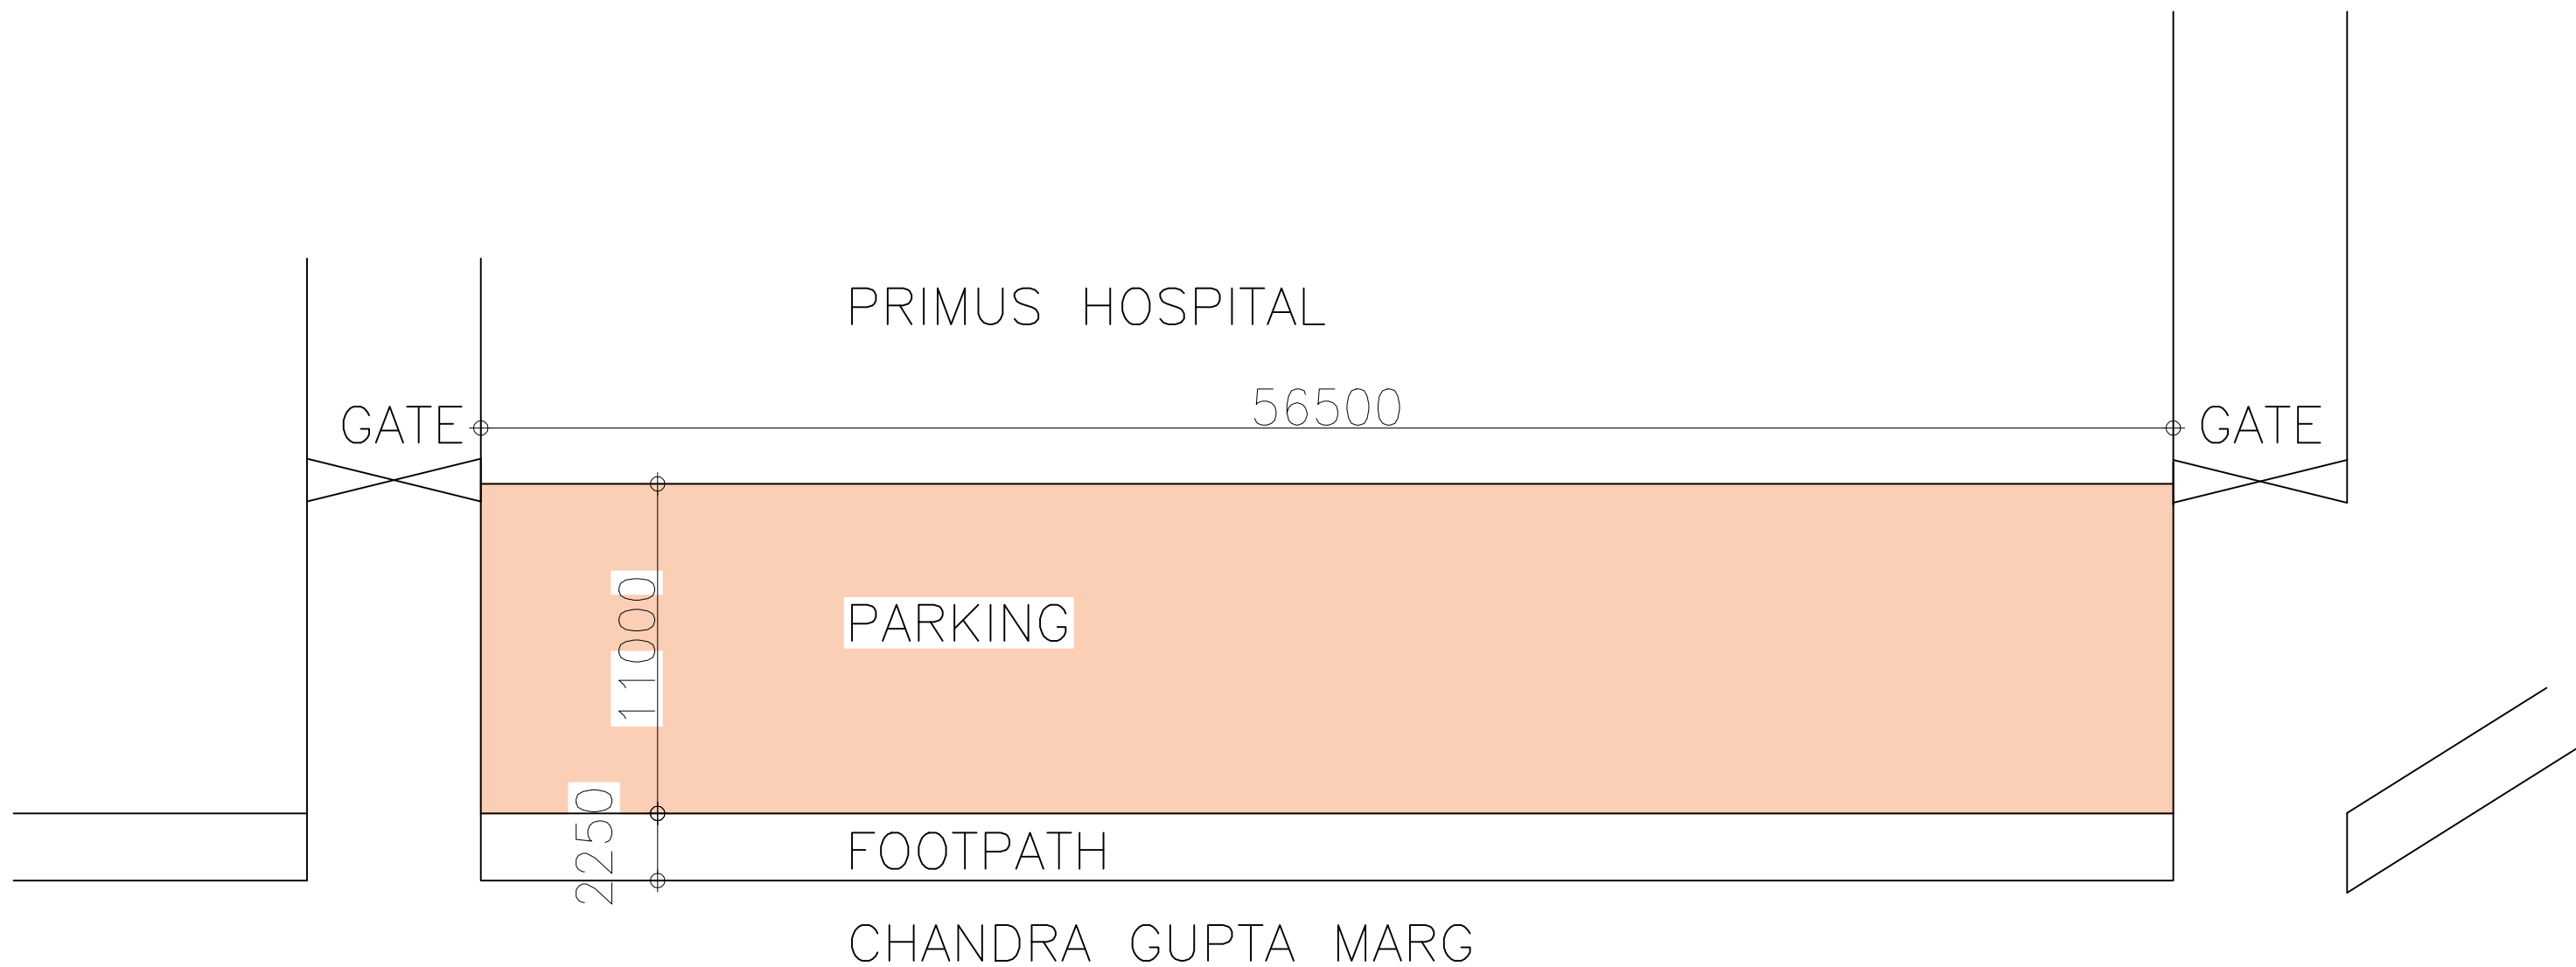 PRIMUS HOSPITAL
56500
GATE
GATE
11000
PARKING
2250
FOOTPATH
CHANDRA GUPTA MARG